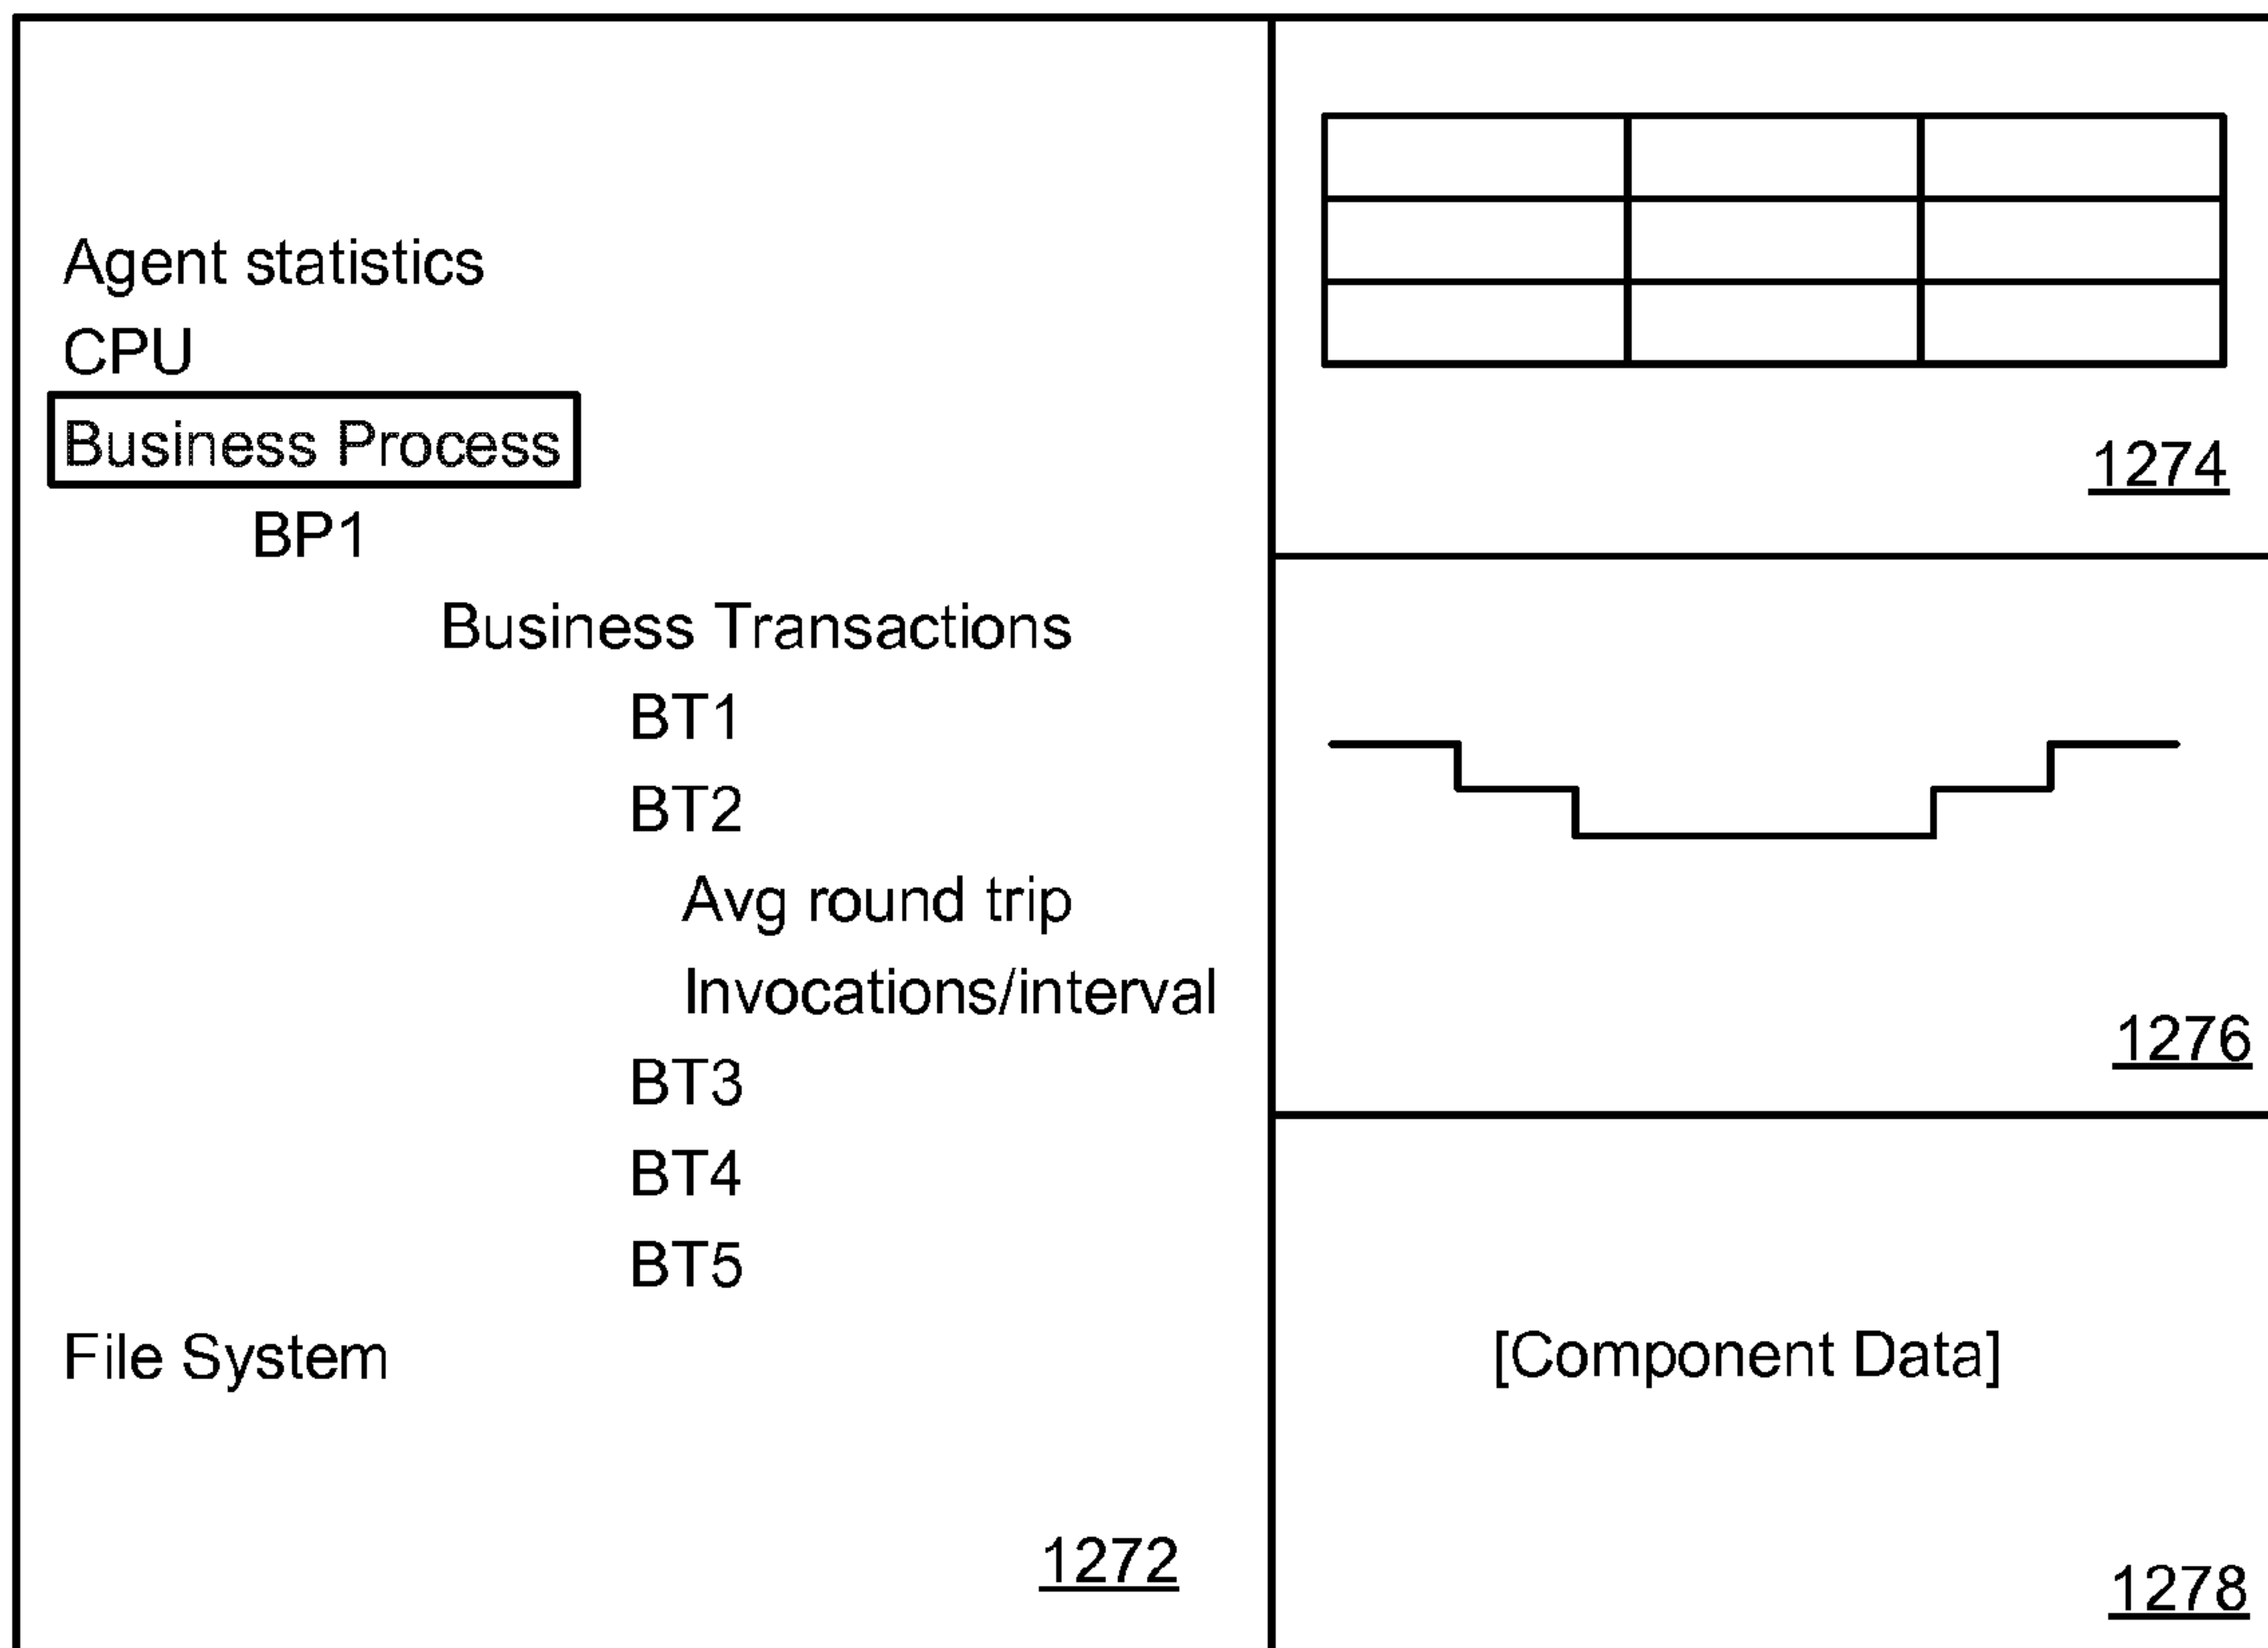 Agent statistics
CPU
Business Process
BP1
Business Transactions
BT1
BT2
Avg round trip
Invocations/interval
BT3
BT4
BT5
File System
1272
1274
1276
[Component Data]
1278